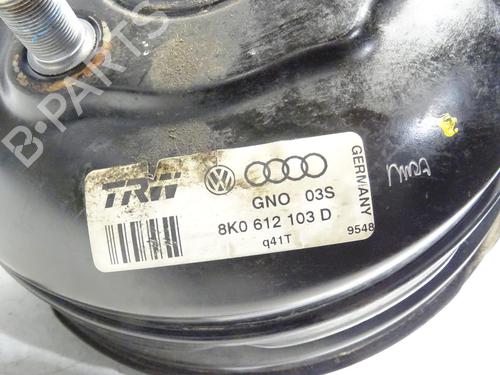 B-PARTS
TRW
GNO 03S
8K0 612 103 D
q41T
GERMANY
9548